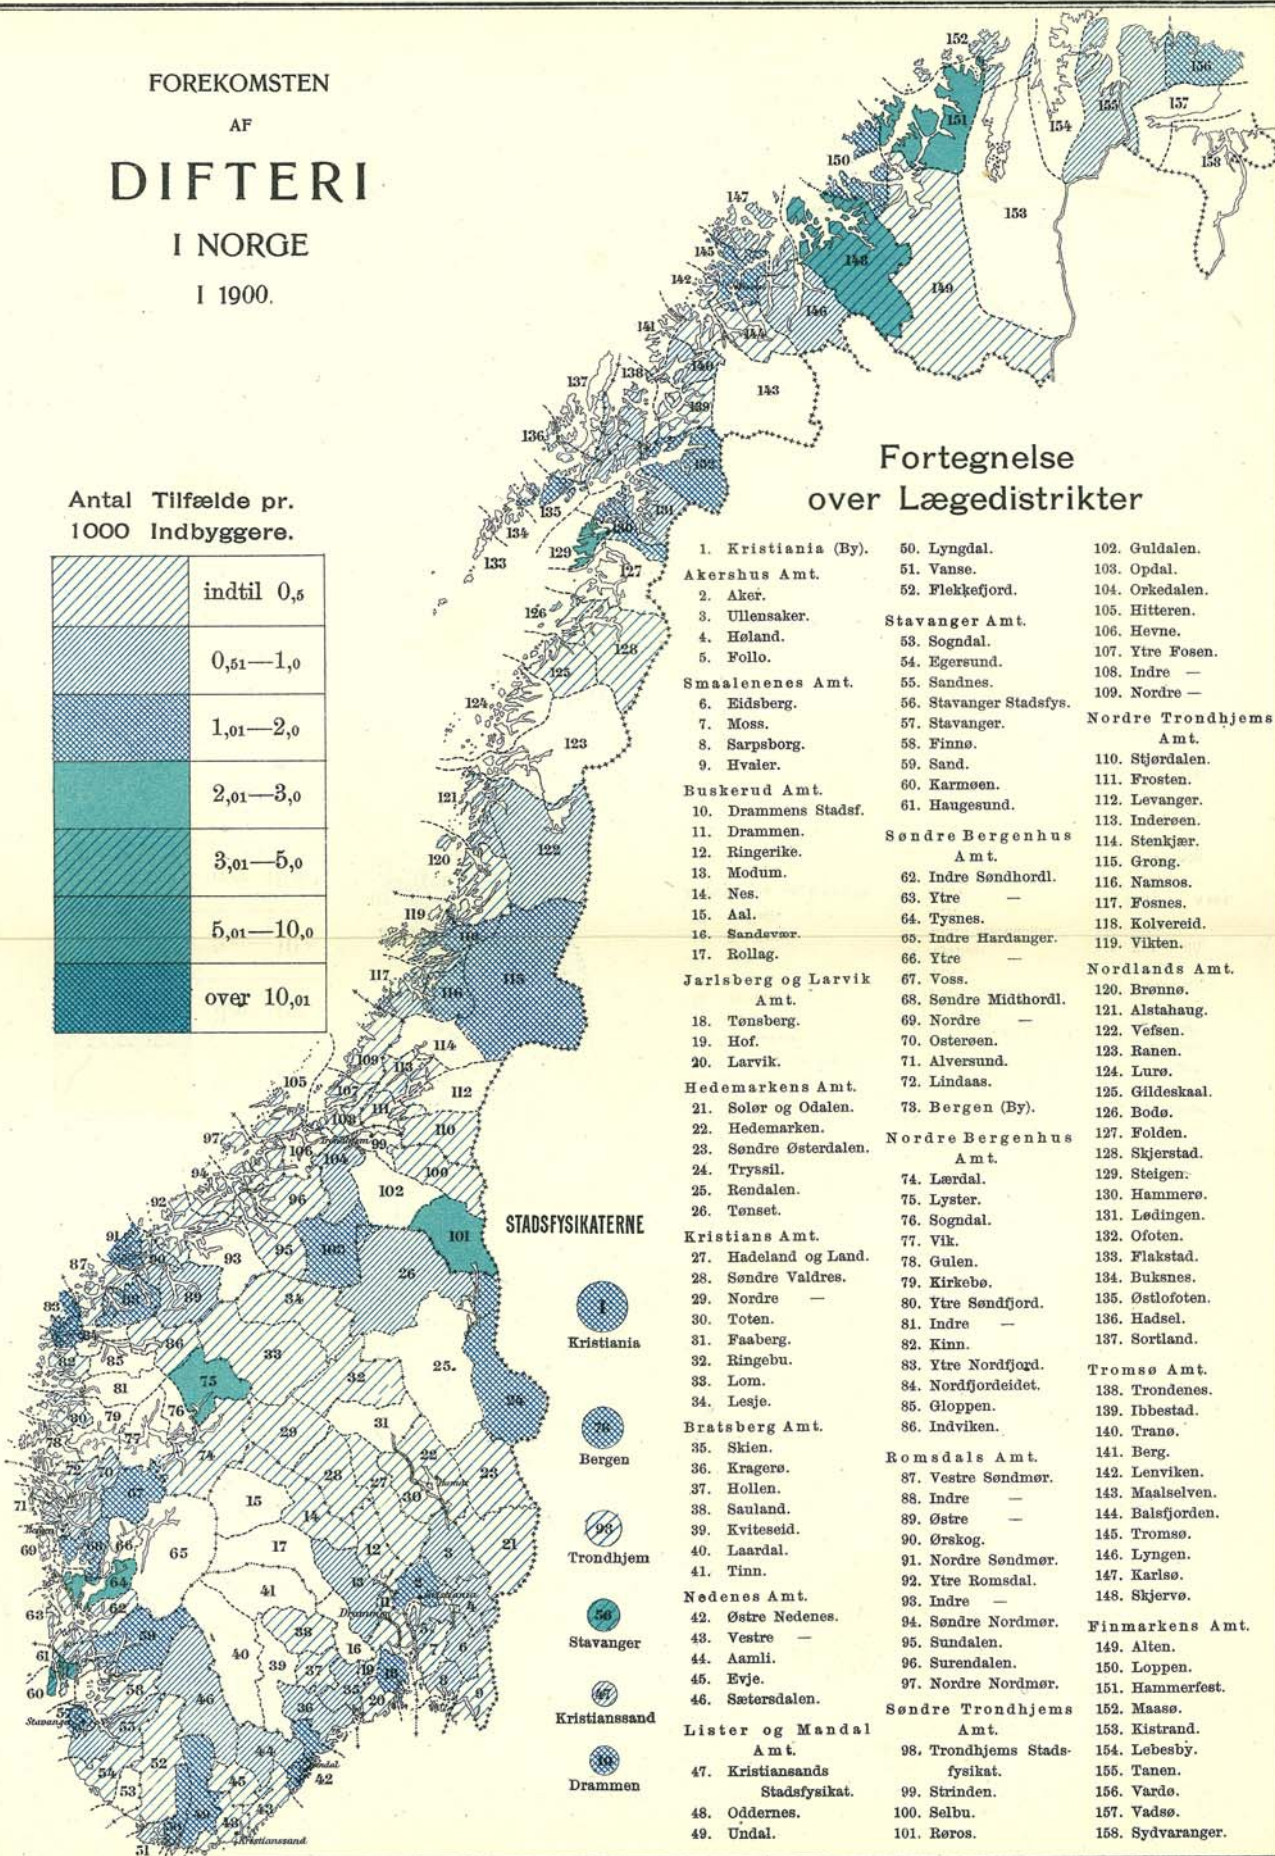 FOREKOMSTEN
AF
DIFTERI
I NORGE
I 1900.
Antal Tilfælde pr.
1000 Indbyggere.
indtil 0,5
0,51—1,0
1,01—2,0
2,01—3,0
3,01—5,0
5,01—10,0
over 10,01
STADSFYSIKATERNE
1
Kristiania
Bergen
98
Trondhjem
56
Stavanger
47
Kristianssand
10
Drammen
Fortegnelse
over Lægedistrikter
1. Kristiania (By).
Akershus Amt.
2. Aker.
3. Ullensaker.
4. Høland.
5. Follo.
Smaalenenes Amt.
6. Eidsberg.
7. Moss.
8. Sarpsborg.
9. Hvaler.
Buskerud Amt.
10. Drammens Stadsf.
11. Drammen.
12. Ringerike.
13. Modum.
14. Nes.
15. Aal.
16. Sandsvær.
17. Rollag.
Jarlsberg og Larvik
Amt.
18. Tønsberg.
19. Hof.
20. Larvik.
Hedemarkens Amt.
21. Solør og Odalen.
22. Hedemarken.
23. Søndre Østerdalen.
24. Tryssil.
25. Rendalen.
26. Tønset.
Kristians Amt.
27. Hadeland og Land.
28. Søndre Valdres.
29. Nordre —
30. Toten.
31. Faaberg.
32. Ringebu.
33. Lom.
34. Lesje.
Bratsberg Amt.
35. Skien.
36. Kragerø.
37. Hollen.
38. Sauland.
39. Kviteseid.
40. Laardal.
41. Tinn.
Nedenes Amt.
42. Østre Nedenes.
43. Vestre —
44. Aamli.
45. Evje.
46. Sætersdalen.
Lister og Mandal
Amt.
47. Kristiansands
Stadsfysikat.
48. Oddernes.
49. Undal.
50. Lyngdal.
51. Vanse.
52. Flekkefjord.
Stavanger Amt.
53. Sogndal.
54. Egersund.
55. Sandnes.
56. Stavanger Stadsfys.
57. Stavanger.
58. Finnø.
59. Sand.
60. Karmøen.
61. Haugesund.
Søndre Bergenhus
Amt.
62. Indre Søndhordl.
63. Ytre —
64. Tysnes.
65. Indre Hardanger.
66. Ytre —
67. Voss.
68. Søndre Midthordl.
69. Nordre —
70. Osterøen.
71. Alversund.
72. Lindaas.
73. Bergen (By).
Nordre Bergenhus
Amt.
74. Lærdal.
75. Lyster.
76. Sogndal.
77. Vik.
78. Gulen.
79. Kirkebø.
80. Ytre Søndfjord.
81. Indre —
82. Kinn.
83. Ytre Nordfjord.
84. Nordfjordeidet.
85. Gloppen.
86. Indviken.
Romsdals Amt.
87. Vestre Søndmør.
88. Indre —
89. Østre —
90. Ørskog.
91. Nordre Søndmør.
92. Ytre Romsdal.
93. Indre —
94. Søndre Nordmør.
95. Sundalen.
96. Surendalen.
97. Nordre Nordmør.
Søndre Trondhjems
Amt.
98. Trondhjems Stads-
fysikat.
99. Strinden.
100. Selbu.
101. Røros.
102. Guldalen.
103. Opdal.
104. Orkedalen.
105. Hitteren.
106. Hevne.
107. Ytre Fosen.
108. Indre —
109. Nordre —
Nordre Trondhjems
Amt.
110. Stjørdalen.
111. Frosten.
112. Levanger.
113. Inderøen.
114. Stenkjær.
115. Grong.
116. Namsos.
117. Fosnes.
118. Kolvereid.
119. Vikten.
Nordlands Amt.
120. Brønnø.
121. Alstahaug.
122. Vefsen.
123. Ranen.
124. Lurø.
125. Gildeskaal.
126. Bodø.
127. Folden.
128. Skjerstad.
129. Steigen.
130. Hammerø.
131. Lødingen.
132. Ofoten.
133. Flakstad.
134. Buksnes.
135. Østlofoten.
136. Hadsel.
137. Sortland.
Tromsø Amt.
138. Trondenes.
139. Ibbestad.
140. Tranø.
141. Berg.
142. Lenviken.
143. Maalselven.
144. Balsfjorden.
145. Tromsø.
146. Lyngen.
147. Karlsø.
148. Skjervø.
Finmarkens Amt.
149. Alten.
150. Loppen.
151. Hammerfest.
152. Maasø.
153. Kistrand.
154. Lebesby.
155. Tanen.
156. Vardø.
157. Vadsø.
158. Sydvaranger.